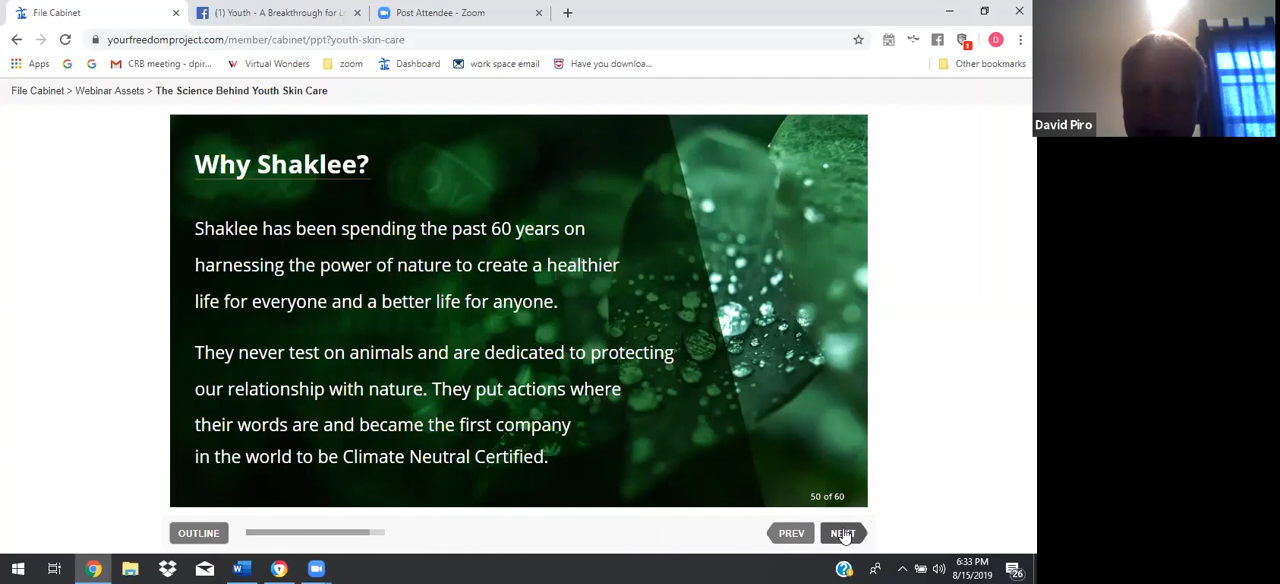 File Cabinet
(1) Youth - A Breakthrough for L
Post Attendee - Zoom
yourfreedomproject.com/member/cabinet/ppt?youth-skin-care
Apps
CRB meeting - dpir...
Virtual Wonders
zoom
Dashboard
work space email
Have you downloa...
Other bookmarks
File Cabinet > Webinar Assets > The Science Behind Youth Skin Care
David Piro
Why Shaklee?
Shaklee has been spending the past 60 years on
harnessing the power of nature to create a healthier
life for everyone and a better life for anyone.
They never test on animals and are dedicated to protecting
our relationship with nature. They put actions where
their words are and became the first company
in the world to be Climate Neutral Certified.
50 of 60
OUTLINE
PREV
NEXT
6:33 PM
8/15/2019
26